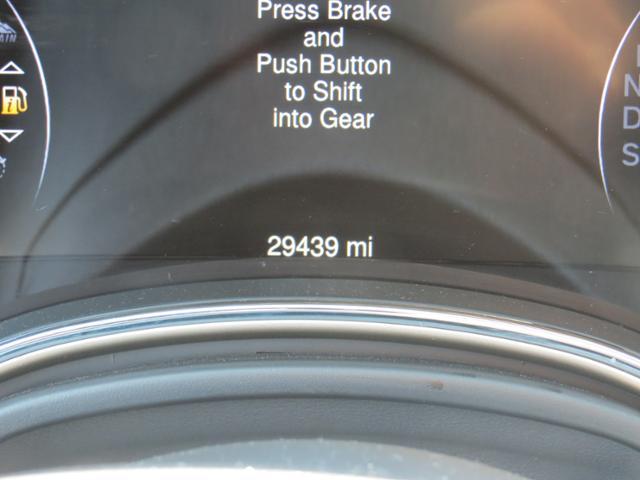 Press Brake
and
Push Button
to Shift
into Gear
N
D
S
29439 mi